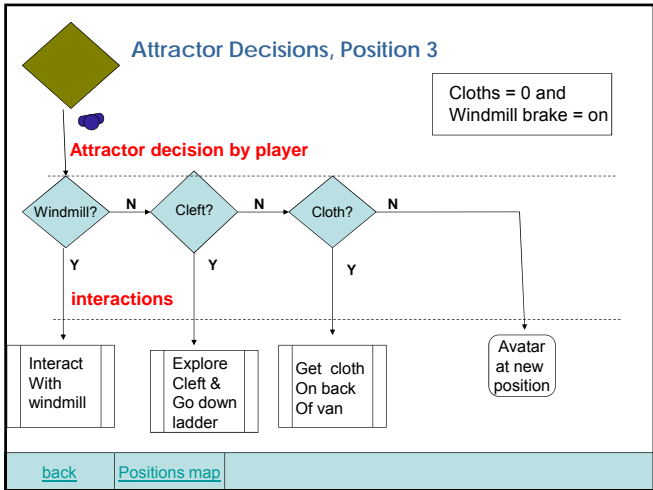 Attractor Decisions, Position 3
Cloths = 0 and
Windmill brake = on
Attractor decision by player
Windmill?
N
Cleft?
N
Cloth?
N
Y
Y
Y
interactions
Interact
With
windmill
Explore
Cleft &
Go down
ladder
Get cloth
On back
Of van
Avatar
at new
position
back
Positions map